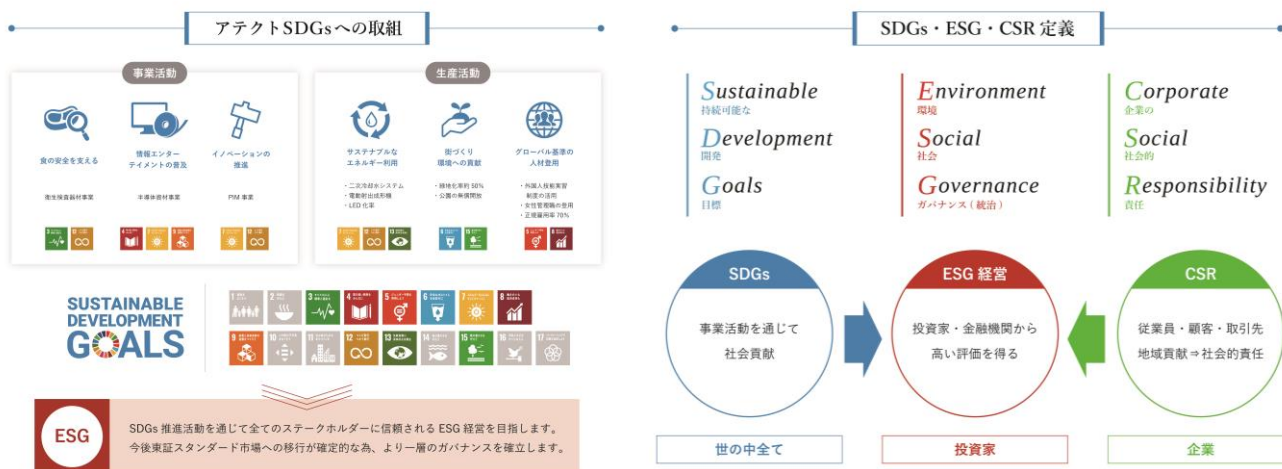 アテクトSDGsへの取組
事業活動
食の安全を支える
衛生検査器材事業
情報エンター
テイメントの普及
半導体資材事業
イノベーションの
推進
PIM 事業
生産活動
サステナブルな
エネルギー利用
・二次冷却水システム
・電動射出成形機
・LED 化率
街づくり
環境への貢献
・緑地化率約 50%
・公園の無償開放
グローバル基準の
人材登用
・外国人技能実習
制度の活用
・女性管理職の登用
・正規雇用率 70%
SUSTAINABLE
DEVELOPMENT
GOALS
1
2
3
4
5
6
7
8
9
10
11
12
13
14
15
16
17
ESG
SDGs 推進活動を通じて全てのステークホルダーに信頼される ESG 経営を目指します。
今後東証スタンダード市場への移行が確定的な為、より一層のガバナンスを確立します。
SDGs・ESG・CSR 定義
Sustainable
持続可能な
Development
開発
Goals
目標
Environment
環境
Social
社会
Governance
ガバナンス ( 統治 )
Corporate
企業の
Social
社会的
Responsibility
責任
SDGs
事業活動を通じて
社会貢献
世の中全て
ESG 経営
投資家・金融機関から
高い評価を得る
投資家
CSR
従業員・顧客・取引先
地域貢献⇒社会的責任
企業